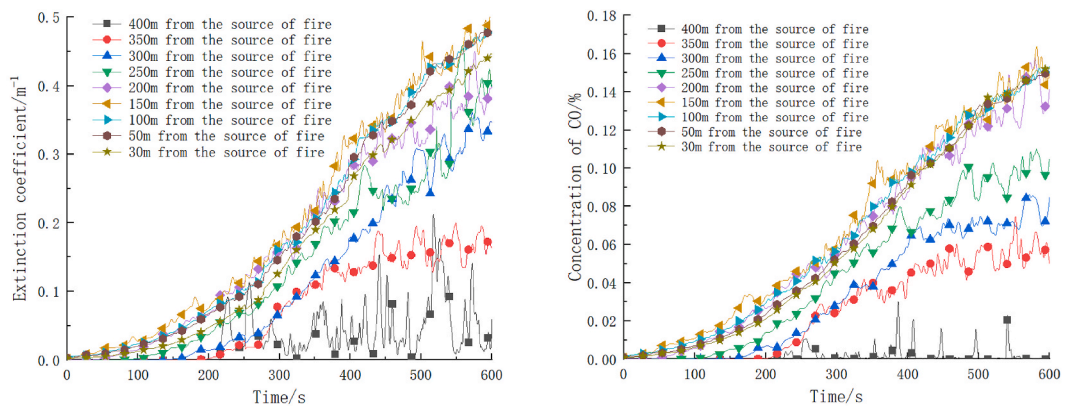 0.5
0.4
0.3
0.2
0.1
0.0
Extinction coefficient/m⁻¹
400m from the source of fire
350m from the source of fire
300m from the source of fire
250m from the source of fire
200m from the source of fire
150m from the source of fire
100m from the source of fire
50m from the source of fire
30m from the source of fire
0 100 200 300 400 500 600
Time/s
0.18
0.16
0.14
0.12
0.10
0.08
0.06
0.04
0.02
0.00
Concentration of CO/%
400m from the source of fire
350m from the source of fire
300m from the source of fire
250m from the source of fire
200m from the source of fire
150m from the source of fire
100m from the source of fire
50m from the source of fire
30m from the source of fire
0 100 200 300 400 500 600
Time/s